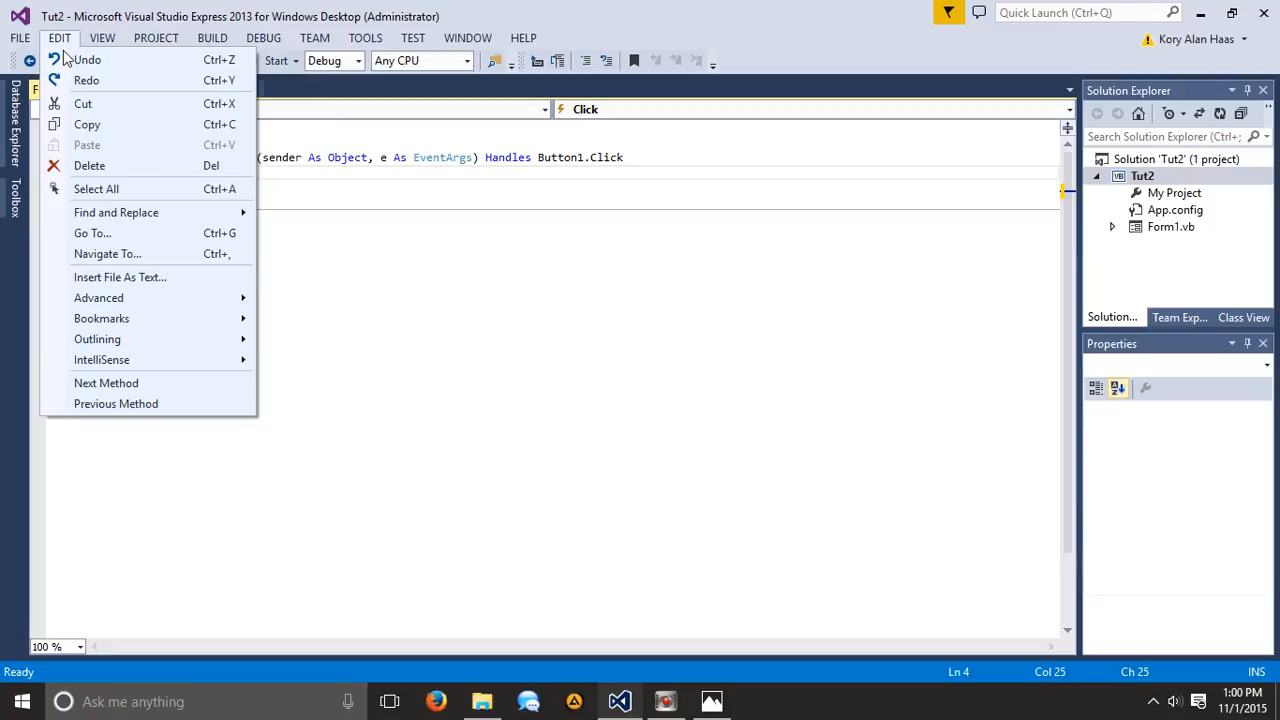 Tut2 - Microsoft Visual Studio Express 2013 for Windows Desktop (Administrator)
Quick Launch (Ctrl+Q)
FILE EDIT VIEW PROJECT BUILD DEBUG TEAM TOOLS TEST WINDOW HELP
Kory Alan Haas
Start Debug Any CPU
Undo Ctrl+Z
Redo Ctrl+Y
Cut Ctrl+X
Copy Ctrl+C
Paste Ctrl+V
Delete Del
Select All Ctrl+A
Find and Replace
Go To... Ctrl+G
Navigate To... Ctrl+,
Insert File As Text...
Advanced
Bookmarks
Outlining
IntelliSense
Next Method
Previous Method
Database Explorer
Toolbox
F
Click
(sender As Object, e As EventArgs) Handles Button1.Click
100 %
Solution Explorer
Search Solution Explorer (Ctrl+;
Solution 'Tut2' (1 project)
VB Tut2
My Project
App.config
Form1.vb
Solution... Team Exp... Class View
Properties
Ready Ln 4 Col 25 Ch 25 INS
Ask me anything
1:00 PM
11/1/2015